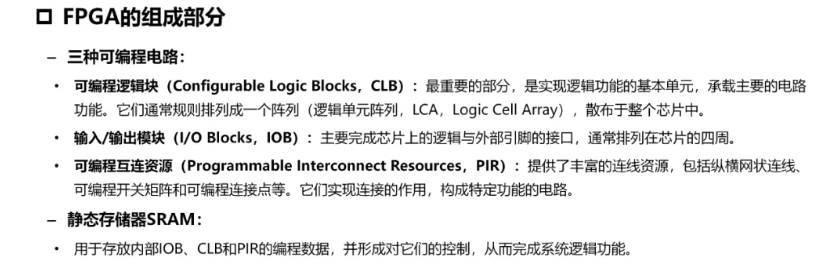 □ FPGA的组成部分
– 三种可编程电路：
• 可编程逻辑块（Configurable Logic Blocks，CLB）：最重要的部分，是实现逻辑功能的基本单元，承载主要的电路
功能。它们通常规则排列成一个阵列（逻辑单元阵列，LCA，Logic Cell Array），散布于整个芯片中。
• 输入/输出模块（I/O Blocks，IOB）：主要完成芯片上的逻辑与外部引脚的接口，通常排列在芯片的四周。
• 可编程互连资源（Programmable Interconnect Resources，PIR）：提供了丰富的连线资源，包括纵横网状连线、
可编程开关矩阵和可编程连接点等。它们实现连接的作用，构成特定功能的电路。
– 静态存储器SRAM：
• 用于存放内部IOB、CLB和PIR的编程数据，并形成对它们的控制，从而完成系统逻辑功能。